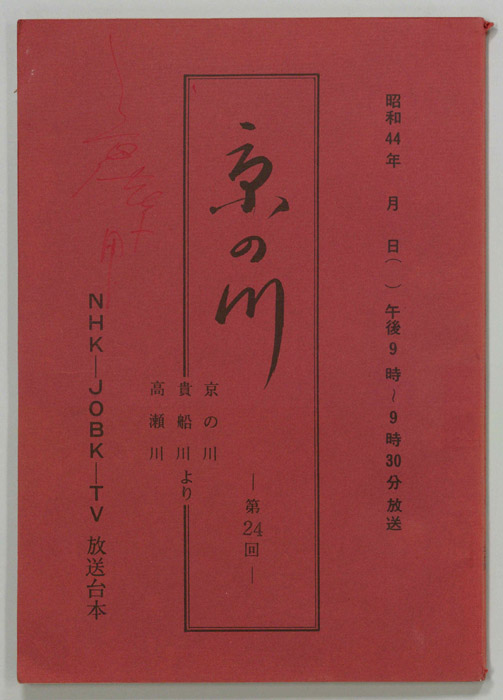 昭和44年 月 日( )午後9時〜9時30分放送
京の川
―第24回―
京の川
貴船川より
高瀬川
NHK―JOBK―TV 放送台本